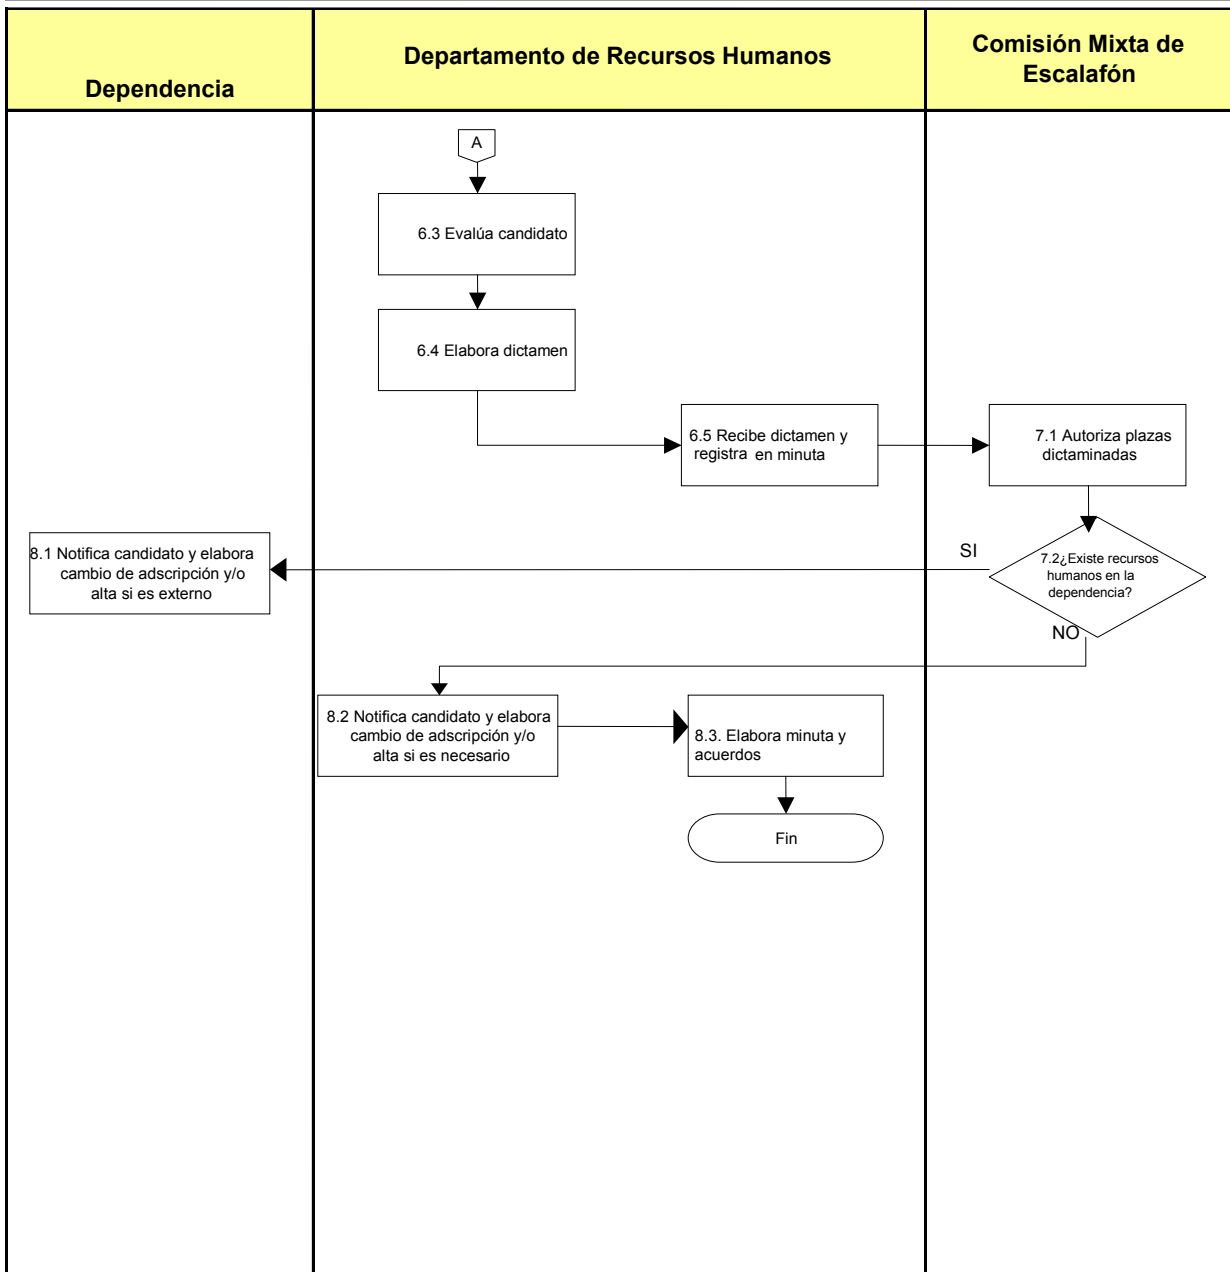 Dependencia
Departamento de Recursos Humanos
Comisión Mixta de
Escalafón
A
6.3 Evalúa candidato
6.4 Elabora dictamen
6.5 Recibe dictamen y
registra en minuta
7.1 Autoriza plazas
dictaminadas
7.2¿Existe recursos
humanos en la
dependencia?
SI
NO
8.1 Notifica candidato y elabora
cambio de adscripción y/o
alta si es externo
8.2 Notifica candidato y elabora
cambio de adscripción y/o
alta si es necesario
8.3. Elabora minuta y
acuerdos
Fin